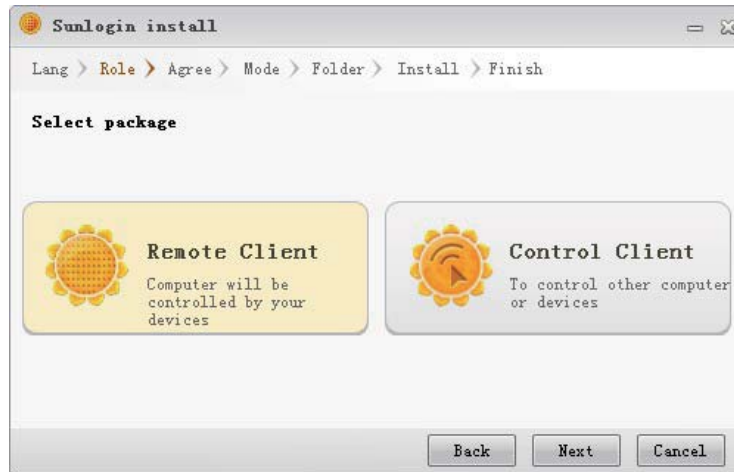 Sunlogin install
Lang > Role > Agree > Mode > Folder > Install > Finish
Select package
Remote Client
Computer will be
controlled by your
devices
Control Client
To control other computer
or devices
Back Next Cancel